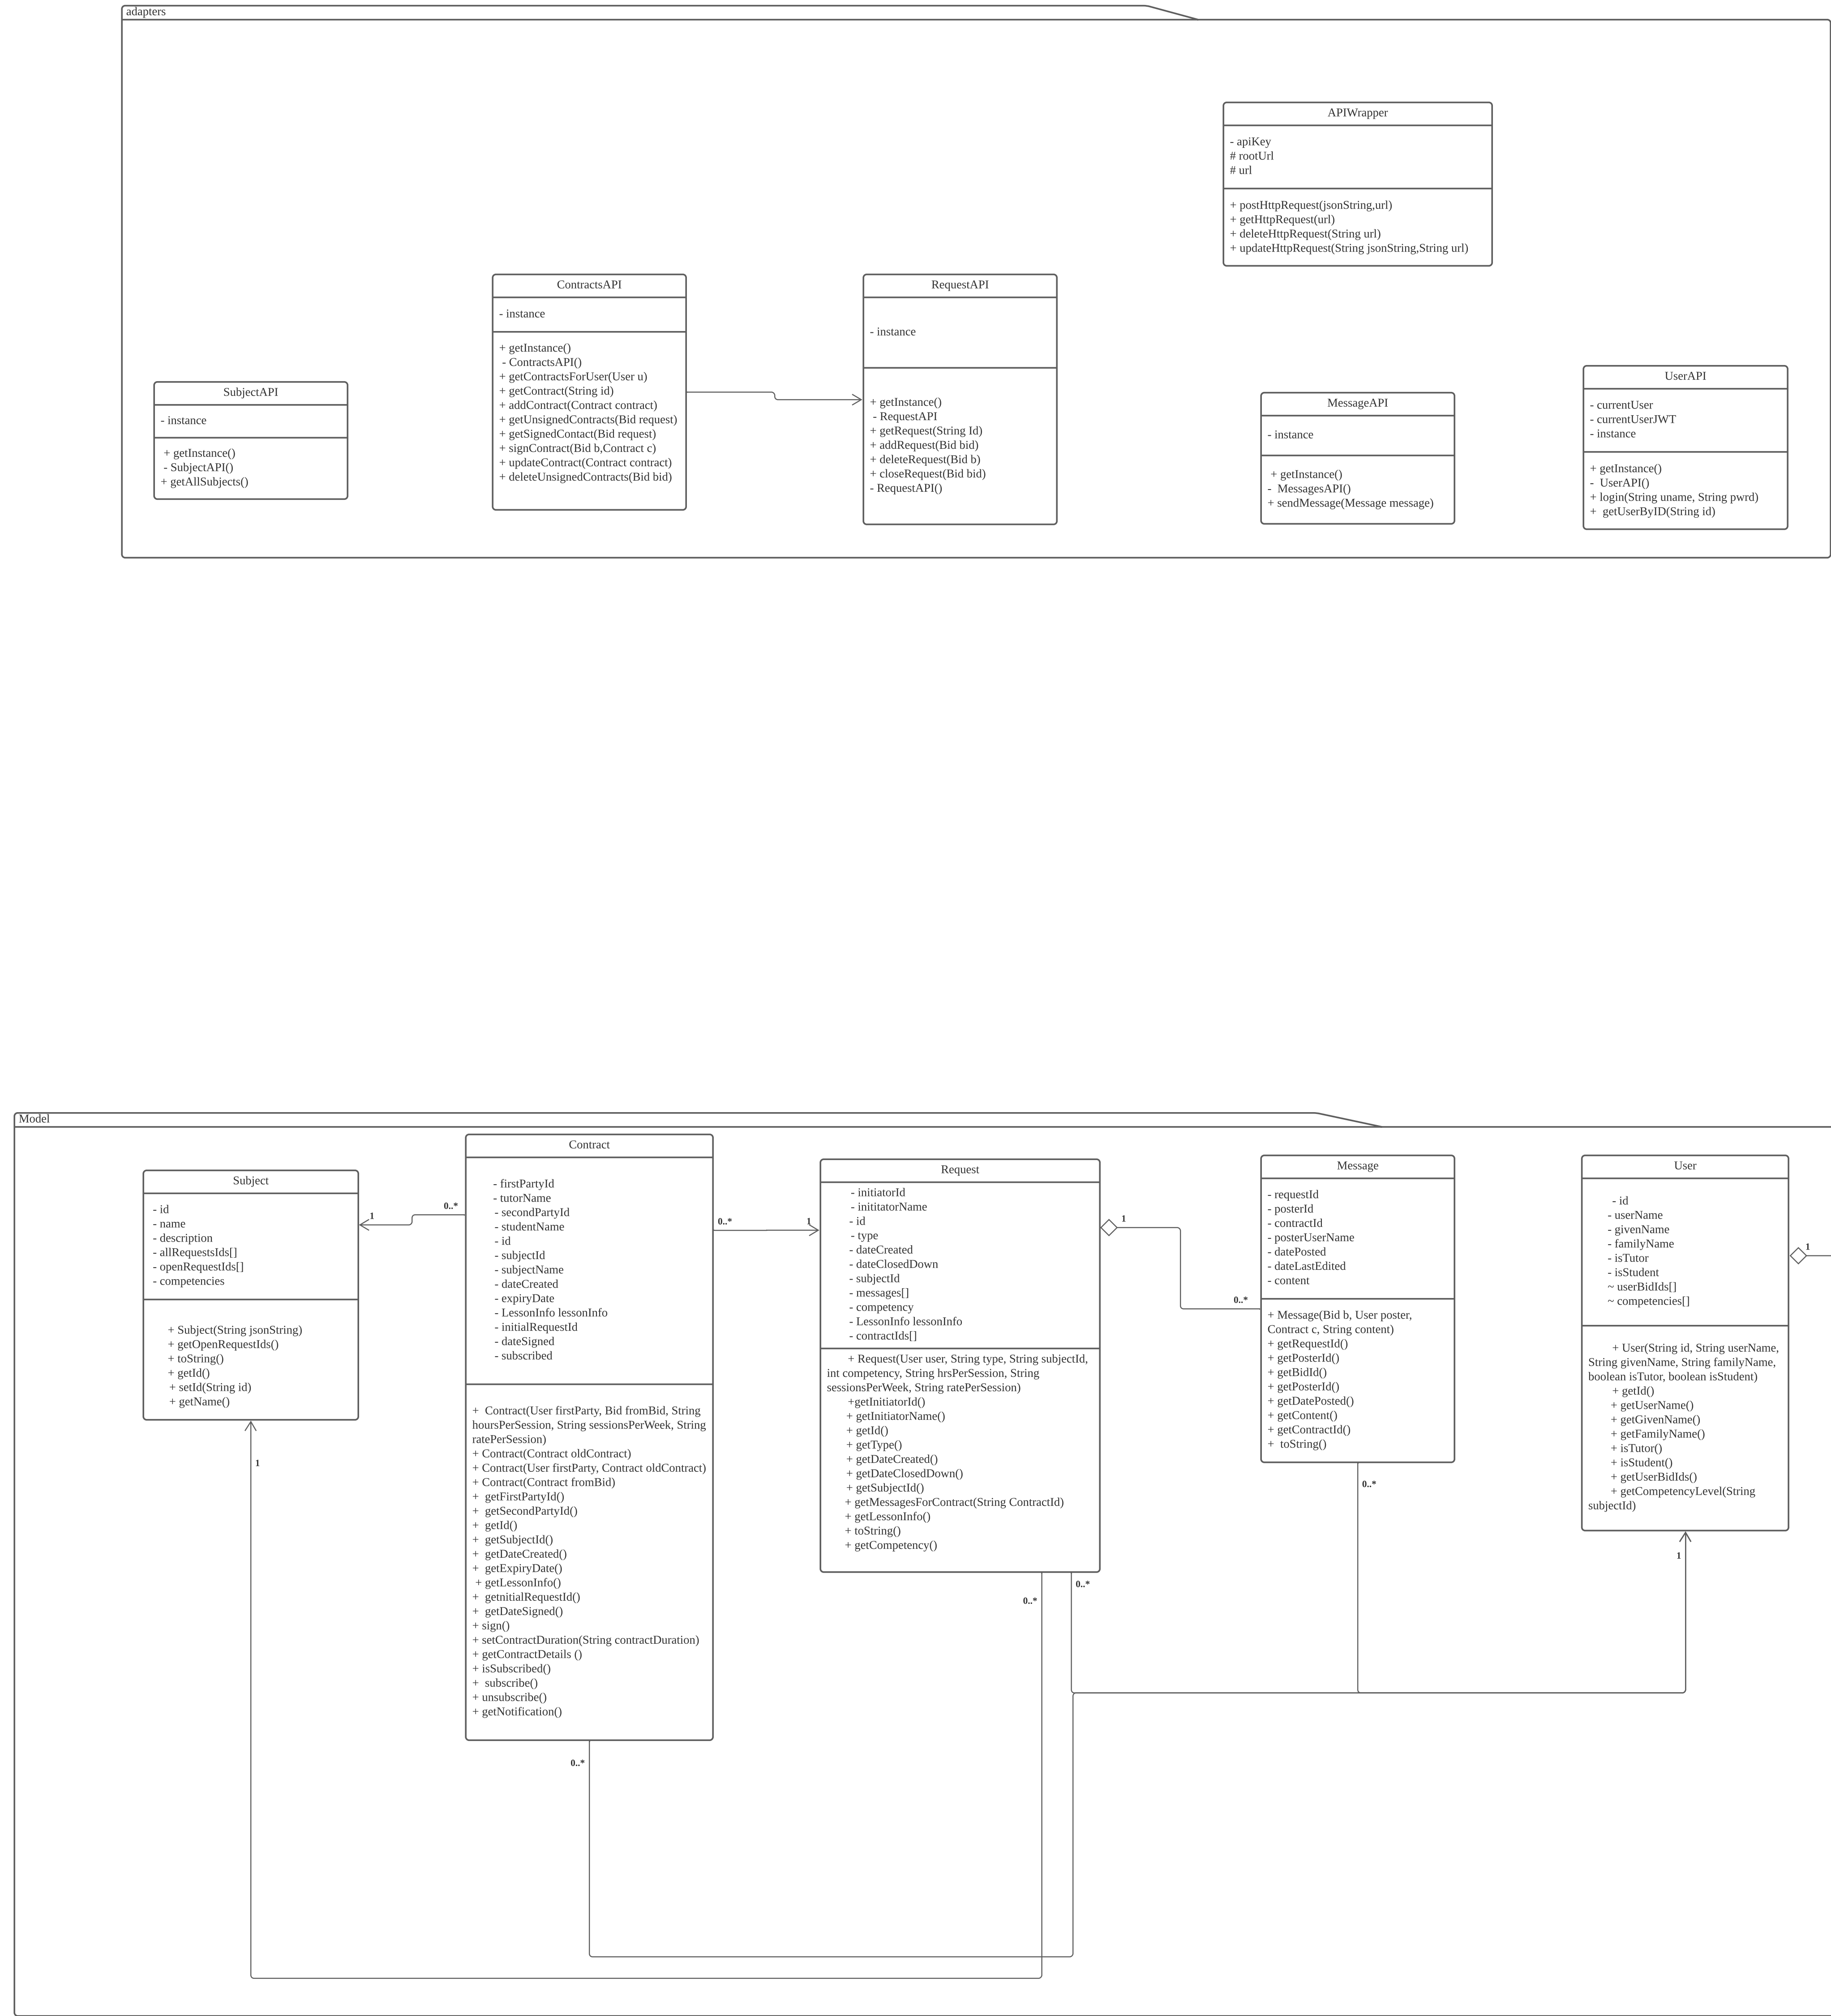 adapters
APIWrapper
- apiKey
# rootUrl
# url
+ postHttpRequest(jsonString,url)
+ getHttpRequest(url)
+ deleteHttpRequest(String url)
+ updateHttpRequest(String jsonString,String url)
ContractsAPI
- instance
+ getInstance()
- ContractsAPI()
+ getContractsForUser(User u)
+ getContract(String id)
+ addContract(Contract contract)
+ getUnsignedContracts(Bid request)
+ getSignedContact(Bid request)
+ signContract(Bid b,Contract c)
+ updateContract(Contract contract)
+ deleteUnsignedContracts(Bid bid)
RequestAPI
- instance
+ getInstance()
- RequestAPI
+ getRequest(String Id)
+ addRequest(Bid bid)
+ deleteRequest(Bid b)
+ closeRequest(Bid bid)
- RequestAPI()
SubjectAPI
- instance
+ getInstance()
- SubjectAPI()
+ getAllSubjects()
MessageAPI
- instance
+ getInstance()
- MessagesAPI()
+ sendMessage(Message message)
UserAPI
- currentUser
- currentUserJWT
- instance
+ getInstance()
- UserAPI()
+ login(String uname, String pwrd)
+ getUserByID(String id)
Model
Subject
- id
- name
- description
- allRequestsIds[]
- openRequestIds[]
- competencies
+ Subject(String jsonString)
+ getOpenRequestIds()
+ toString()
+ getId()
+ setId(String id)
+ getName()
1
0..*
1
Contract
- firstPartyId
- tutorName
- secondPartyId
- studentName
- id
- subjectId
- subjectName
- dateCreated
- expiryDate
- LessonInfo lessonInfo
- initialRequestId
- dateSigned
- subscribed
+ Contract(User firstParty, Bid fromBid, String
hoursPerSession, String sessionsPerWeek, String
ratePerSession)
+ Contract(Contract oldContract)
+ Contract(User firstParty, Contract oldContract)
+ Contract(Contract fromBid)
+ getFirstPartyId()
+ getSecondPartyId()
+ getId()
+ getSubjectId()
+ getDateCreated()
+ getExpiryDate()
+ getLessonInfo()
+ getnitialRequestId()
+ getDateSigned()
+ sign()
+ setContractDuration(String contractDuration)
+ getContractDetails ()
+ isSubscribed()
+ subscribe()
+ unsubscribe()
+ getNotification()
0..*
0..*
1
Request
- initiatorId
- inititatorName
- id
- type
- dateCreated
- dateClosedDown
- subjectId
- messages[]
- competency
- LessonInfo lessonInfo
- contractIds[]
+ Request(User user, String type, String subjectId,
int competency, String hrsPerSession, String
sessionsPerWeek, String ratePerSession)
+getInitiatorId()
+ getInitiatorName()
+ getId()
+ getType()
+ getDateCreated()
+ getDateClosedDown()
+ getSubjectId()
+ getMessagesForContract(String ContractId)
+ getLessonInfo()
+ toString()
+ getCompetency()
0..*
0..*
1
0..*
Message
- requestId
- posterId
- contractId
- posterUserName
- datePosted
- dateLastEdited
- content
+ Message(Bid b, User poster,
Contract c, String content)
+ getRequestId()
+ getPosterId()
+ getBidId()
+ getPosterId()
+ getDatePosted()
+ getContent()
+ getContractId()
+ toString()
0..*
User
- id
- userName
- givenName
- familyName
- isTutor
- isStudent
~ userBidIds[]
~ competencies[]
+ User(String id, String userName,
String givenName, String familyName,
boolean isTutor, boolean isStudent)
+ getId()
+ getUserName()
+ getGivenName()
+ getFamilyName()
+ isTutor()
+ isStudent()
+ getUserBidIds()
+ getCompetencyLevel(String
subjectId)
1
1